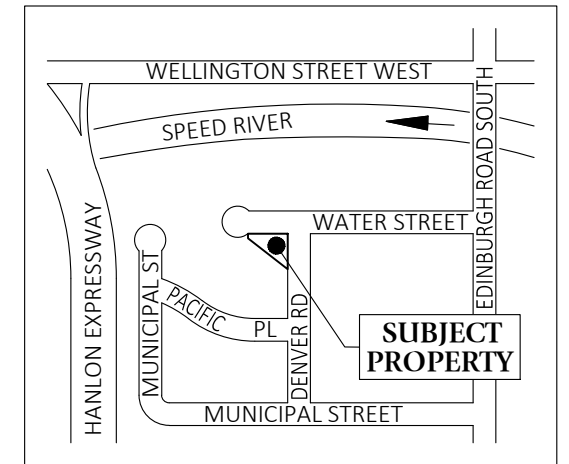 WELLINGTON STREET WEST
SPEED RIVER
EDINBURGH ROAD SOUTH
WATER STREET
HANLON EXPRESSWAY
MUNICIPAL ST
PACIFIC PL
DENVER RD
SUBJECT
PROPERTY
MUNICIPAL STREET